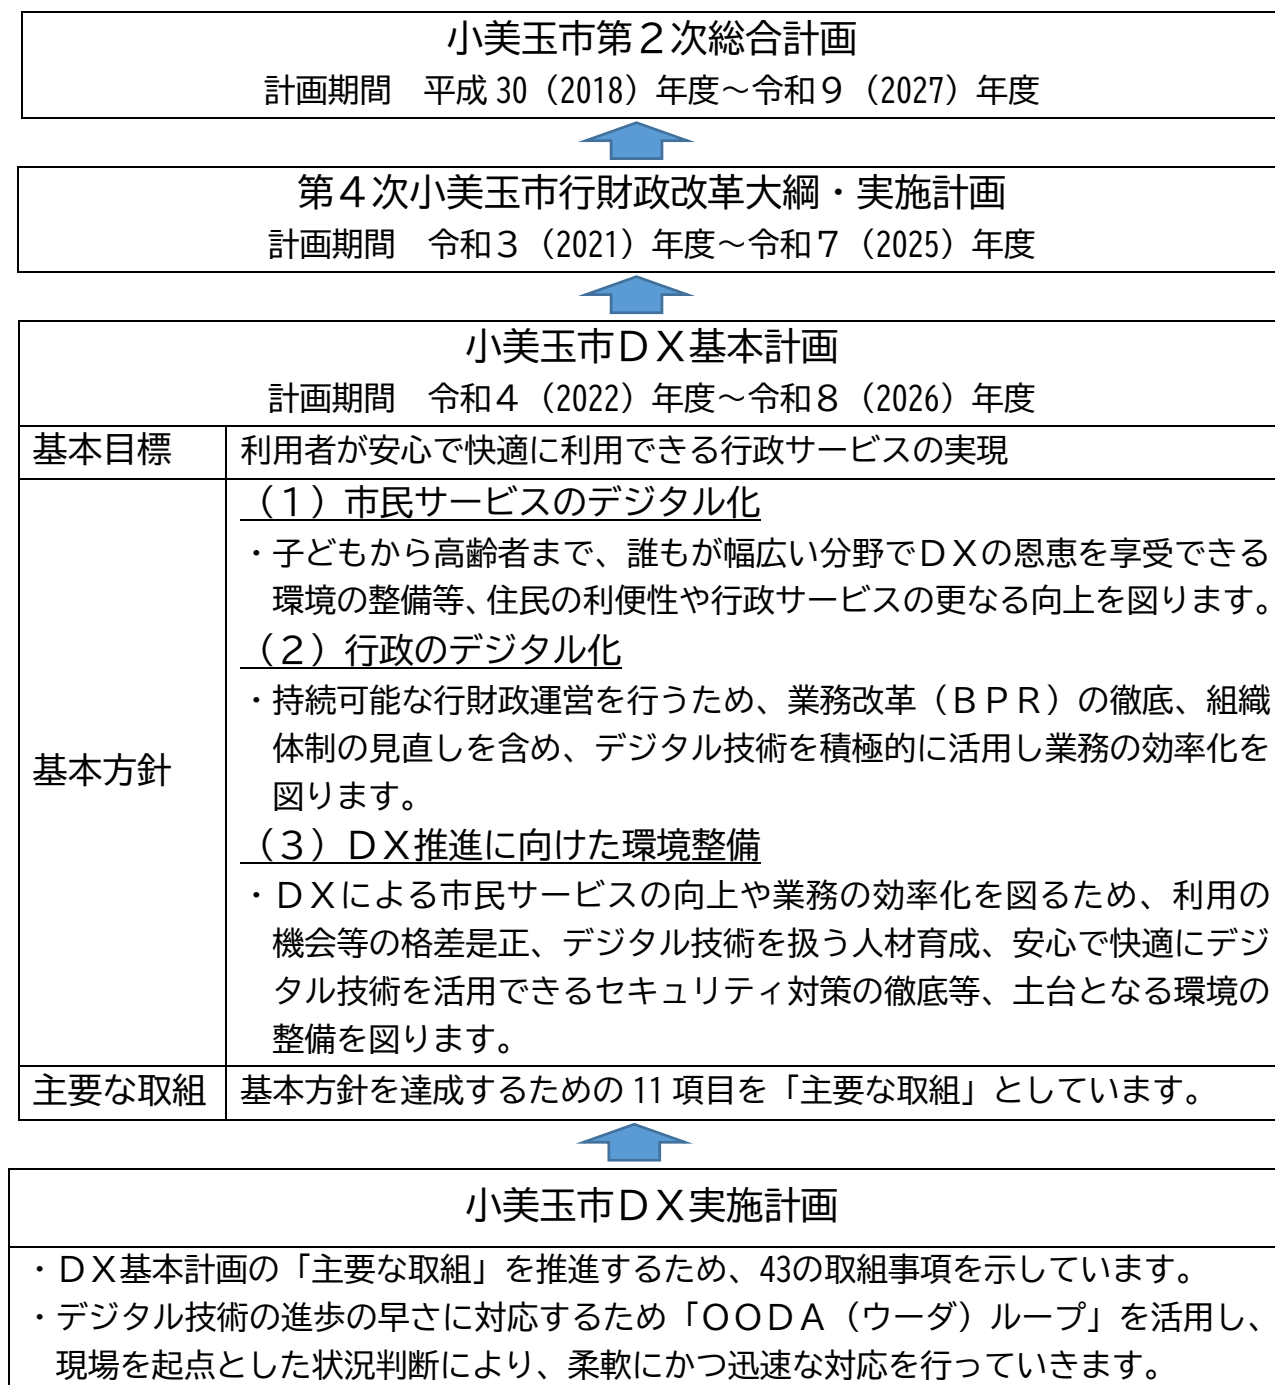 小美玉市第２次総合計画
計画期間　平成 30（2018）年度～令和９（2027）年度
第４次小美玉市行財政改革大綱・実施計画
計画期間　令和３（2021）年度～令和７（2025）年度
小美玉市ＤＸ基本計画
計画期間　令和４（2022）年度～令和８（2026）年度
基本目標
利用者が安心で快適に利用できる行政サービスの実現
基本方針
（１）市民サービスのデジタル化
・子どもから高齢者まで、誰もが幅広い分野でＤＸの恩恵を享受できる
環境の整備等、住民の利便性や行政サービスの更なる向上を図ります。
（２）行政のデジタル化
・持続可能な行財政運営を行うため、業務改革（ＢＰＲ）の徹底、組織
体制の見直しを含め、デジタル技術を積極的に活用し業務の効率化を
図ります。
（３）ＤＸ推進に向けた環境整備
・ＤＸによる市民サービスの向上や業務の効率化を図るため、利用の
機会等の格差是正、デジタル技術を扱う人材育成、安心で快適にデジ
タル技術を活用できるセキュリティ対策の徹底等、土台となる環境の
整備を図ります。
主要な取組
基本方針を達成するための 11 項目を「主要な取組」としています。
小美玉市ＤＸ実施計画
・ＤＸ基本計画の「主要な取組」を推進するため、43の取組事項を示しています。
・デジタル技術の進歩の早さに対応するため「ＯＯＤＡ（ウーダ）ループ」を活用し、
現場を起点とした状況判断により、柔軟にかつ迅速な対応を行っていきます。